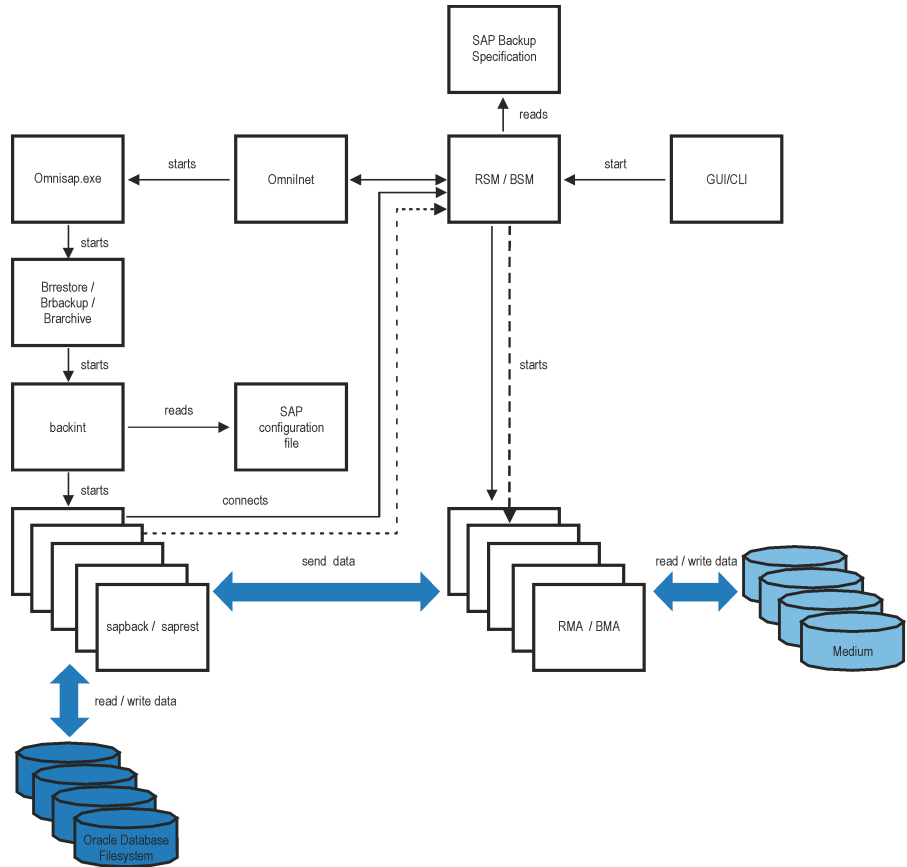 SAP Backup
Specification
reads
Omnisap.exe
starts
OmniInet
RSM / BSM
start
GUI/CLI
starts
Brrestore /
Brbackup /
Brarchive
starts
starts
backint
reads
SAP
configuration
file
starts
connects
send data
read / write data
sapback / saprest
RMA / BMA
Medium
read / write data
Oracle Database
Filesystem